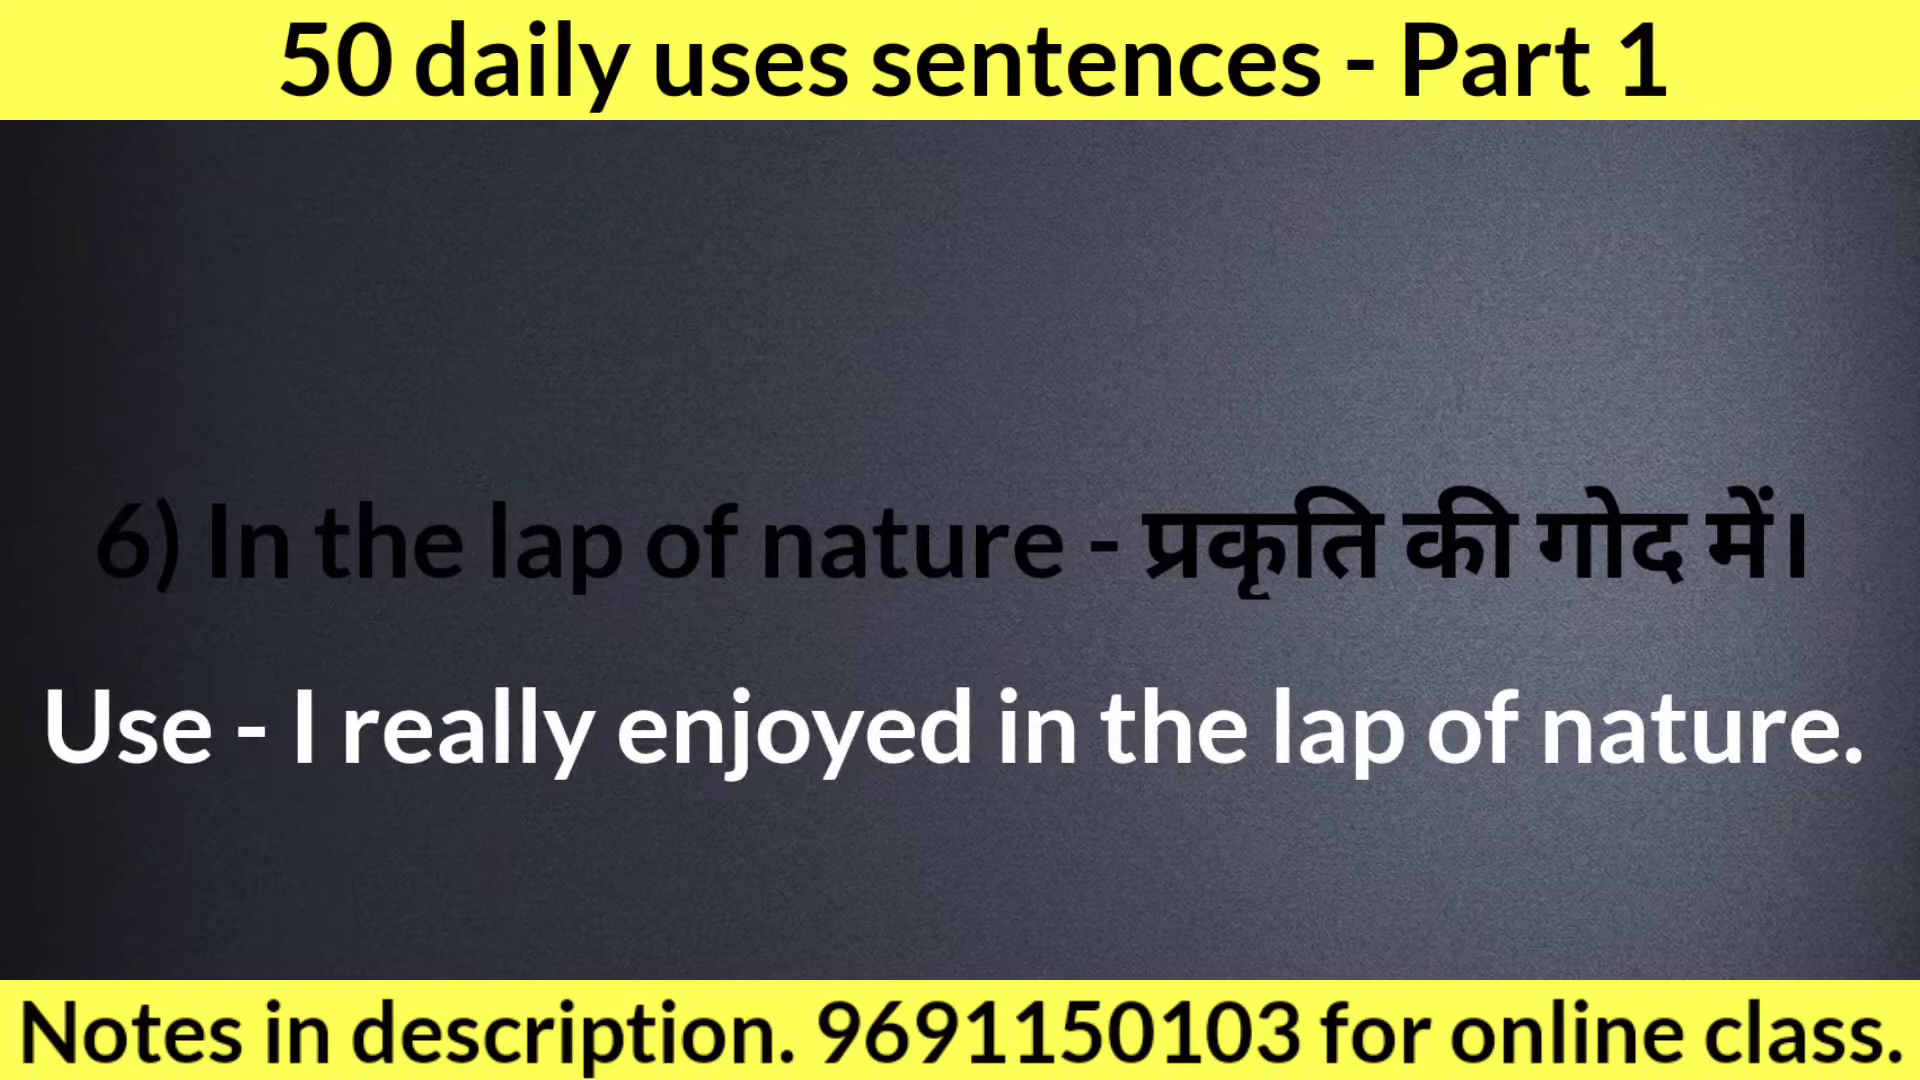 50 daily uses sentences - Part 1
6) In the lap of nature - प्रकृति की गोद में।
Use - I really enjoyed in the lap of nature.
Notes in description. 9691150103 for online class.